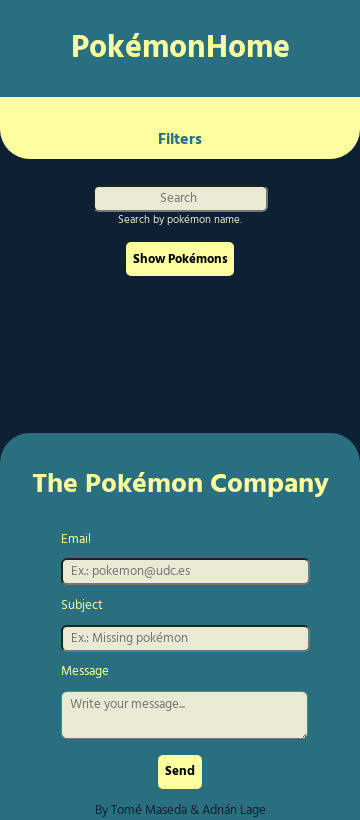 PokémonHome
Filters
Search
Search by pokémon name.
Show Pokémons
The Pokémon Company
Email
Ex.: pokemon@udc.es
Subject
Ex.: Missing pokémon
Message
Write your message...
Send
By Tomé Maseda & Adrián Lage